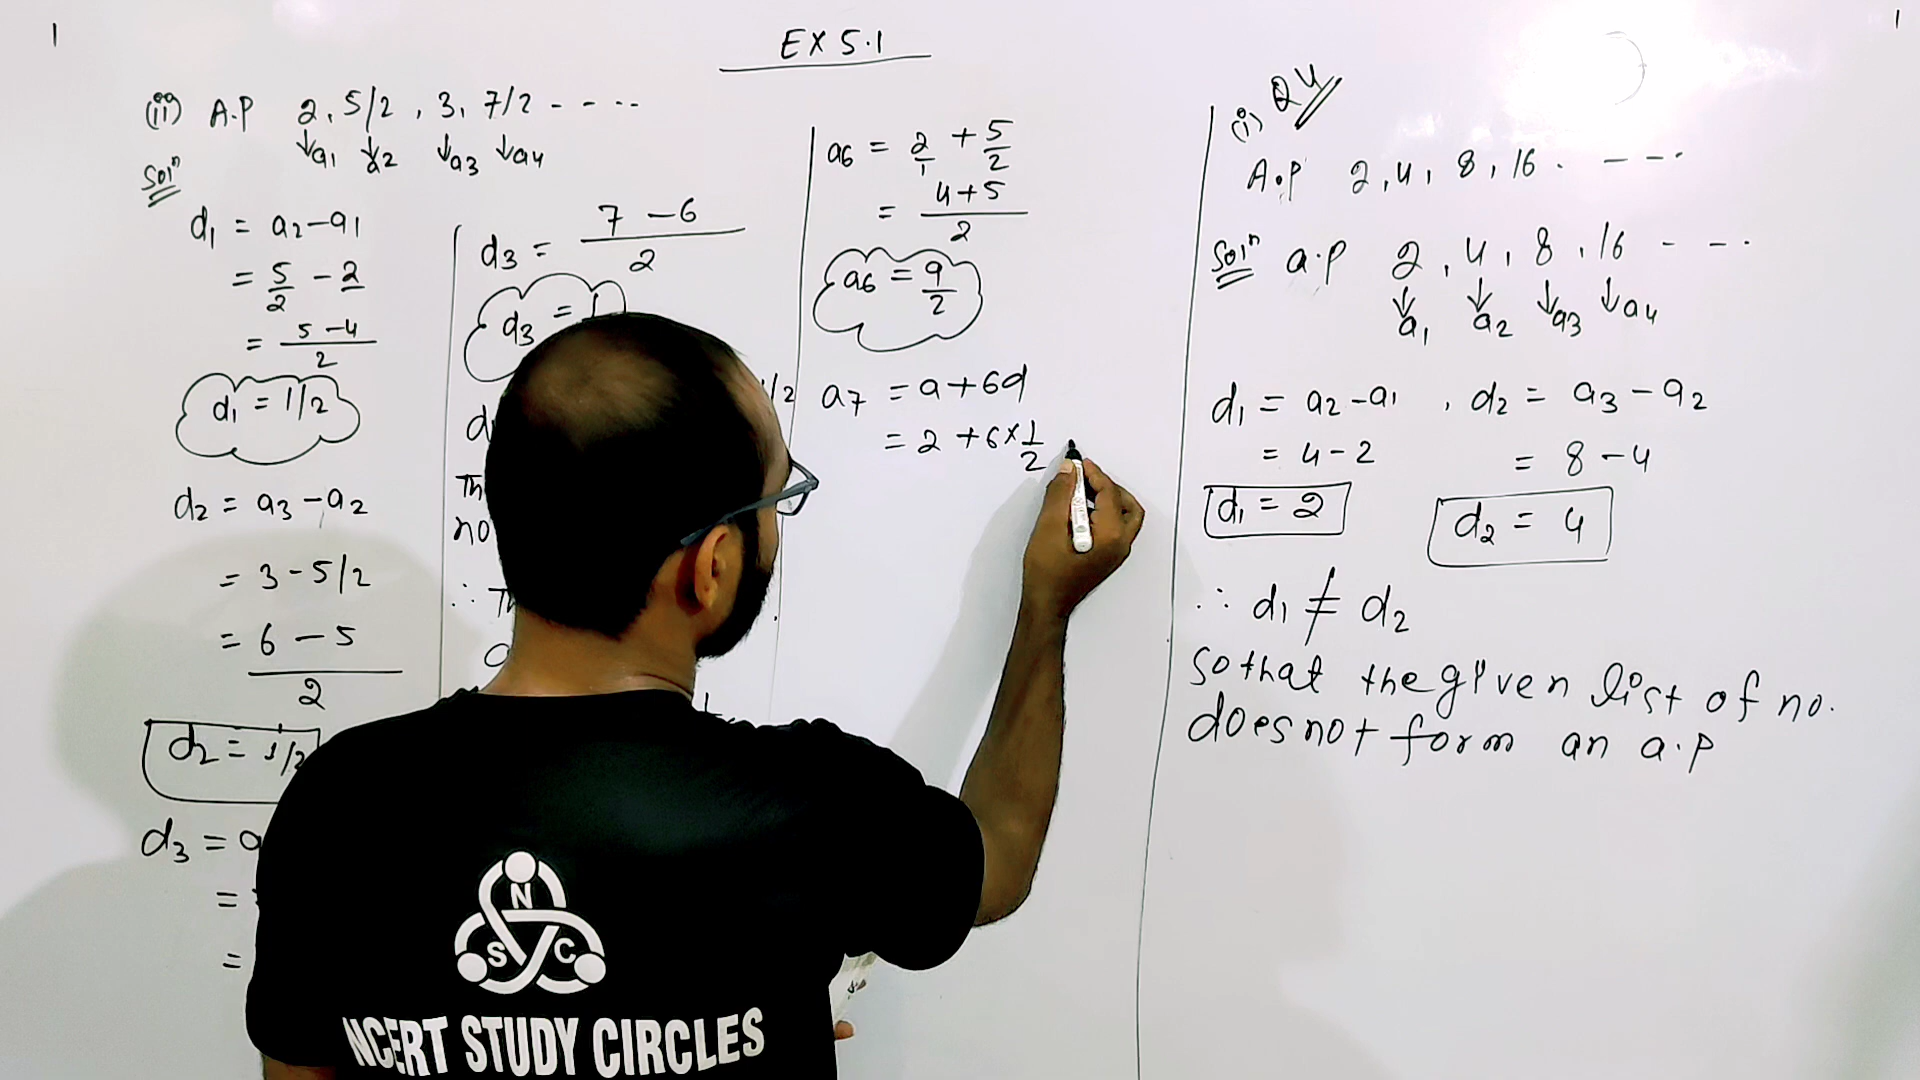 EX 5.1
(ii) A.P 2, 5/2, 3, 7/2 - - - -
↓a1 ↓a2 ↓a3 ↓a4
Solⁿ
d1 = a2-a1
= 5/2 - 2
= 5-4/2
d1 = 1/2
d2 = a3-a2
= 3-5/2
= 6-5/2
d2 = 1/2
d3 =
=
=
d3 = 7-6/2
d3 =
1/2
no
∴
a6 = 2/1 + 5/2
= 4+5/2
a6 = 9/2
a7 = a+6d
= 2+6×1/2
Q4
(i)
A.P 2, 4, 8, 16. - - -
Solⁿ a.p 2, 4, 8, 16 - - -
↓a1 ↓a2 ↓a3 ↓a4
d1 = a2-a1, d2 = a3-a2
= 4-2 = 8-4
d1 = 2 d2 = 4
∴ d1 ≠ d2
so that the given list of no.
does not form an a.p
N
S C
NCERT STUDY CIRCLES